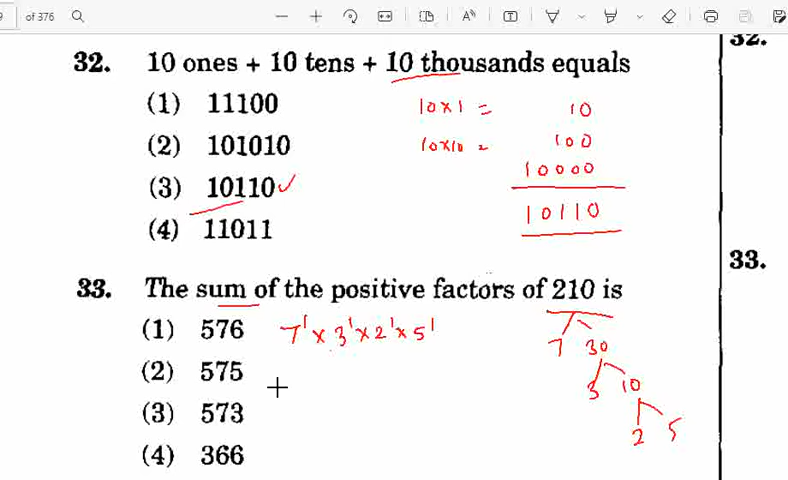 of 376
32.
32. 10 ones + 10 tens + 10 thousands equals
(1) 11100
10×1 = 10
(2) 101010
10×10 = 100
10000
(3) 10110 ✓
10110
(4) 11011
33.
33. The sum of the positive factors of 210 is
(1) 576
7¹ × 3¹ × 2¹ × 5¹
7 30
(2) 575
3 10
(3) 573
2 5
(4) 366